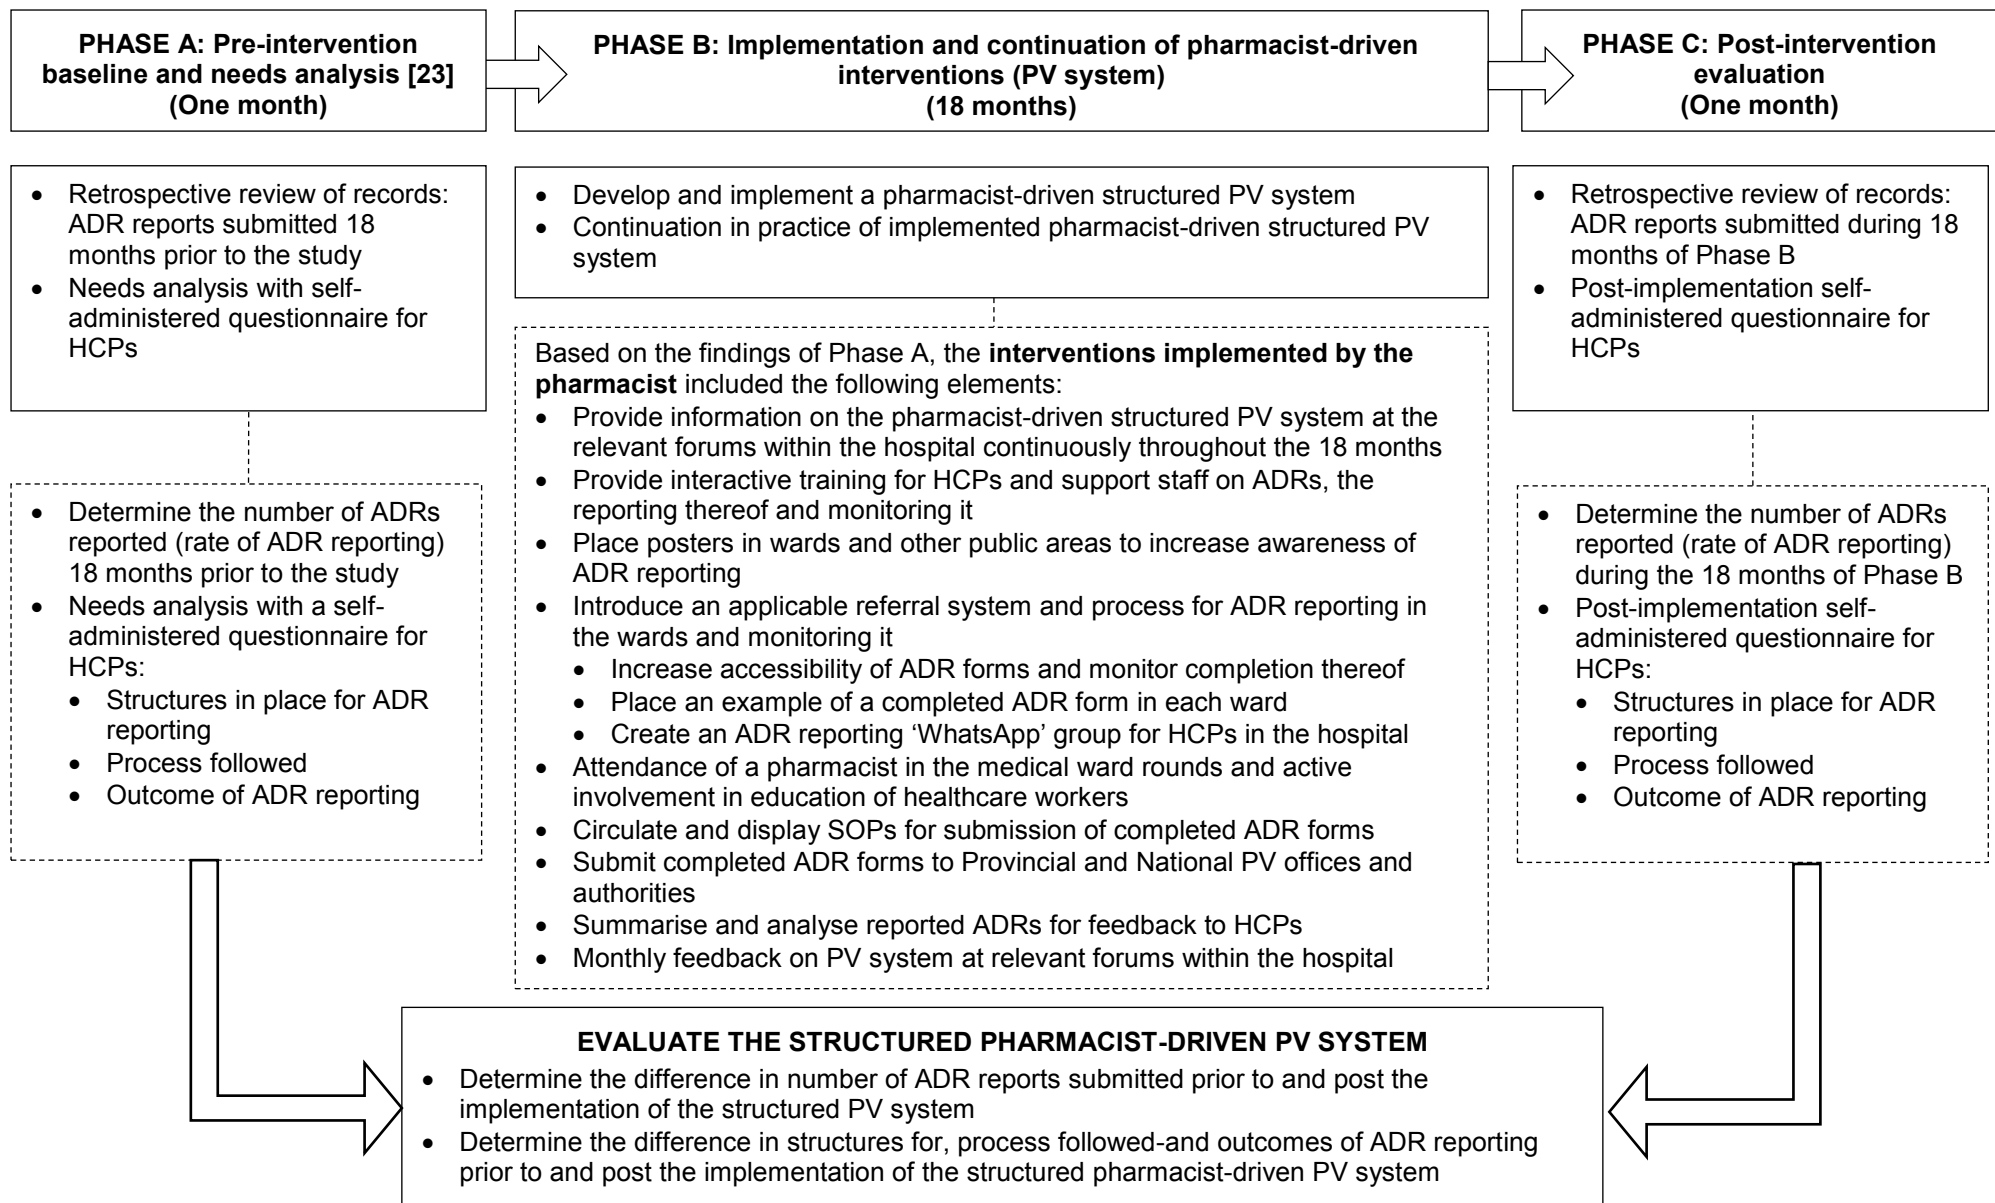 PHASE A: Pre-intervention
baseline and needs analysis [23]
(One month)
PHASE B: Implementation and continuation of pharmacist-driven
interventions (PV system)
(18 months)
PHASE C: Post-intervention
evaluation
(One month)
• Retrospective review of records:
ADR reports submitted 18
months prior to the study
• Needs analysis with self-
administered questionnaire for
HCPs
• Develop and implement a pharmacist-driven structured PV system
• Continuation in practice of implemented pharmacist-driven structured PV
system
• Retrospective review of records:
ADR reports submitted during 18
months of Phase B
• Post-implementation self-
administered questionnaire for
HCPs
• Determine the number of ADRs
reported (rate of ADR reporting)
18 months prior to the study
• Needs analysis with a self-
administered questionnaire for
HCPs:
• Structures in place for ADR
reporting
• Process followed
• Outcome of ADR reporting
Based on the findings of Phase A, the interventions implemented by the
pharmacist included the following elements:
• Provide information on the pharmacist-driven structured PV system at the
relevant forums within the hospital continuously throughout the 18 months
• Provide interactive training for HCPs and support staff on ADRs, the
reporting thereof and monitoring it
• Place posters in wards and other public areas to increase awareness of
ADR reporting
• Introduce an applicable referral system and process for ADR reporting in
the wards and monitoring it
• Increase accessibility of ADR forms and monitor completion thereof
• Place an example of a completed ADR form in each ward
• Create an ADR reporting ‘WhatsApp’ group for HCPs in the hospital
• Attendance of a pharmacist in the medical ward rounds and active
involvement in education of healthcare workers
• Circulate and display SOPs for submission of completed ADR forms
• Submit completed ADR forms to Provincial and National PV offices and
authorities
• Summarise and analyse reported ADRs for feedback to HCPs
• Monthly feedback on PV system at relevant forums within the hospital
• Determine the number of ADRs
reported (rate of ADR reporting)
during the 18 months of Phase B
• Post-implementation self-
administered questionnaire for
HCPs:
• Structures in place for ADR
reporting
• Process followed
• Outcome of ADR reporting
EVALUATE THE STRUCTURED PHARMACIST-DRIVEN PV SYSTEM
• Determine the difference in number of ADR reports submitted prior to and post the
implementation of the structured PV system
• Determine the difference in structures for, process followed-and outcomes of ADR reporting
prior to and post the implementation of the structured pharmacist-driven PV system